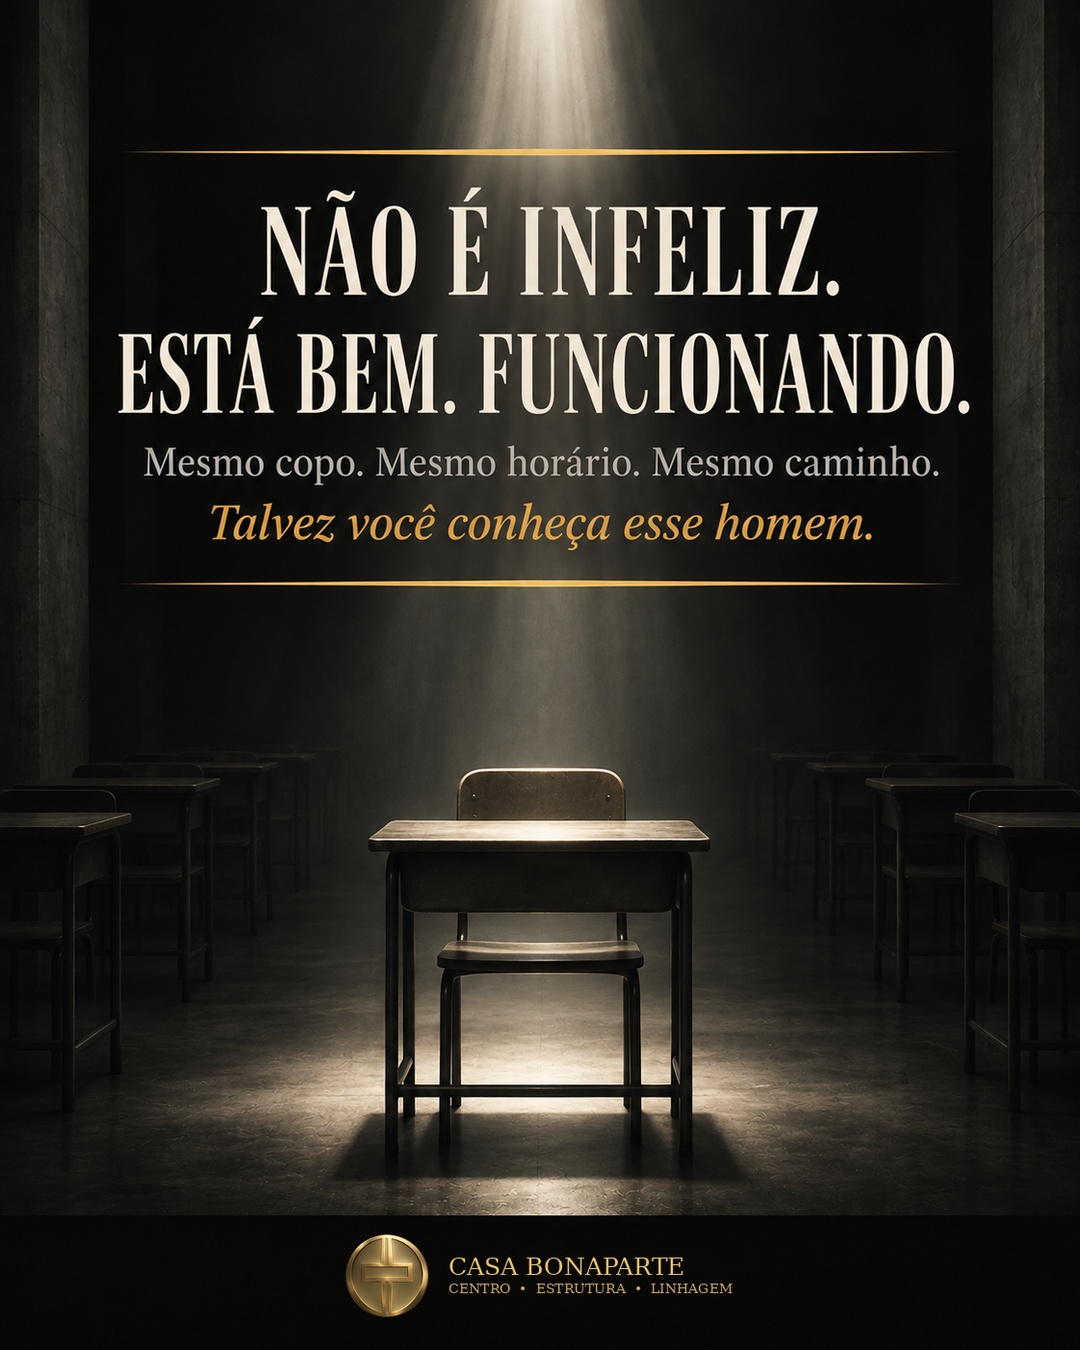 NÃO É INFELIZ.
ESTÁ BEM. FUNCIONANDO.
Mesmo copo. Mesmo horário. Mesmo caminho.
Talvez você conheça esse homem.
CASA BONAPARTE
CENTRO • ESTRUTURA • LINHAGEM